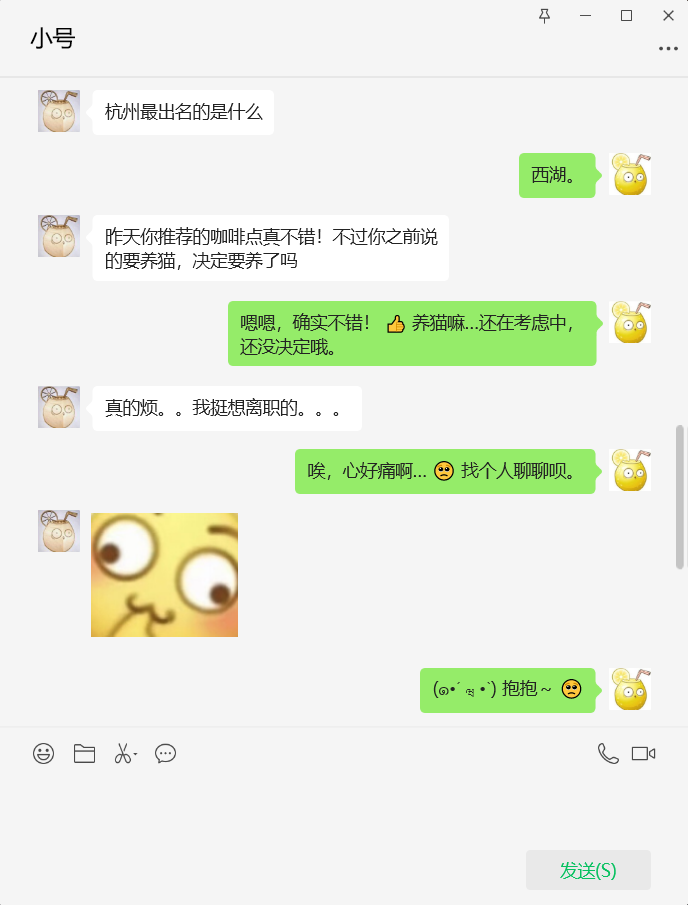 小号
杭州最出名的是什么
西湖。
昨天你推荐的咖啡点真不错！不过你之前说
的要养猫，决定要养了吗
嗯嗯，确实不错！👍 养猫嘛...还在考虑中，
还没决定哦。
真的烦。。我挺想离职的。。。
唉，心好痛啊... 🥺 找个人聊聊呗。
(๑•́ ₃ •̀) 抱抱~ 🥺
发送(S)